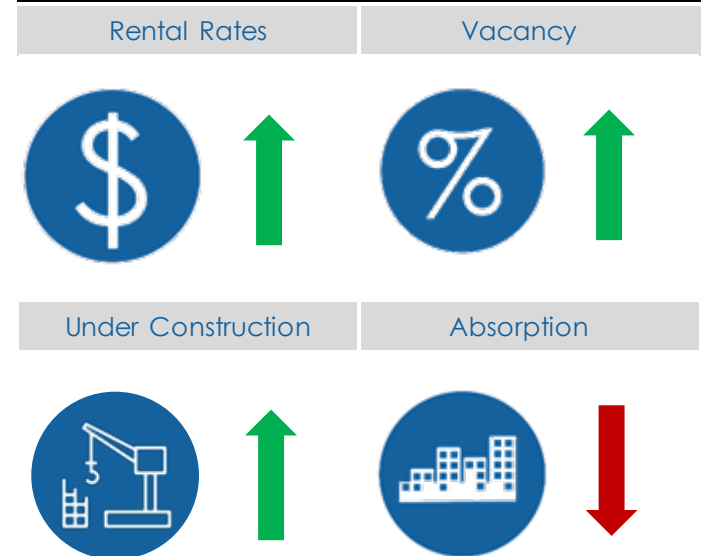 Rental Rates
Vacancy
$
%
Under Construction
Absorption